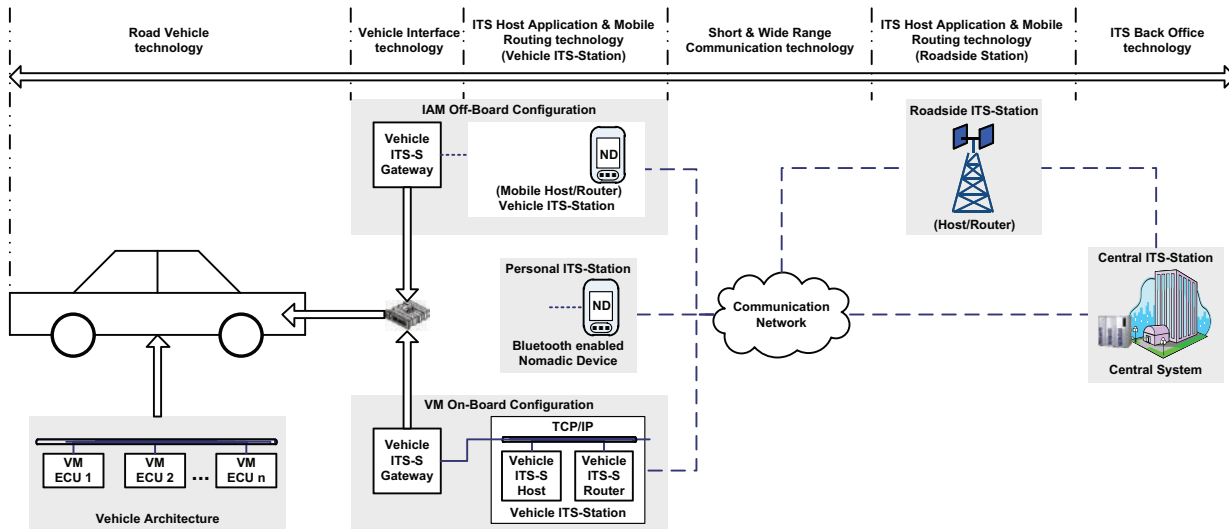 Road Vehicle
technology
Vehicle Interface
technology
ITS Host Application & Mobile
Routing technology
(Vehicle ITS-Station)
Short & Wide Range
Communication technology
ITS Host Application & Mobile
Routing technology
(Roadside Station)
ITS Back Office
technology
IAM Off-Board Configuration
Vehicle
ITS-S
Gateway
ND
(Mobile Host/Router)
Vehicle ITS-Station
Roadside ITS-Station
(Host/Router)
Personal ITS-Station
ND
Bluetooth enabled
Nomadic Device
Communication
Network
Central ITS-Station
Central System
VM On-Board Configuration
Vehicle
ITS-S
Gateway
TCP/IP
Vehicle
ITS-S
Host
Vehicle
ITS-S
Router
Vehicle ITS-Station
VM
ECU 1
VM
ECU 2
...
VM
ECU n
Vehicle Architecture